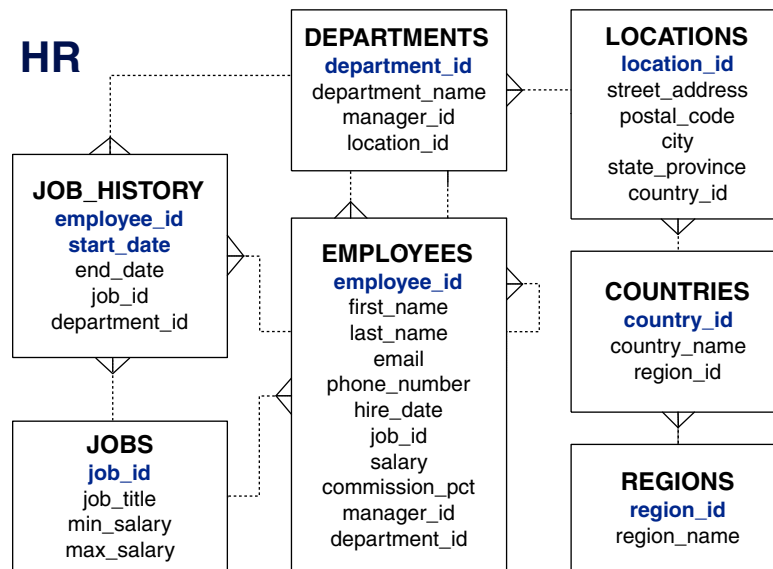 HR
DEPARTMENTS
department_id
department_name
manager_id
location_id
LOCATIONS
location_id
street_address
postal_code
city
state_province
country_id
JOB_HISTORY
employee_id
start_date
end_date
job_id
department_id
EMPLOYEES
employee_id
first_name
last_name
email
phone_number
hire_date
job_id
salary
commission_pct
manager_id
department_id
COUNTRIES
country_id
country_name
region_id
JOBS
job_id
job_title
min_salary
max_salary
REGIONS
region_id
region_name